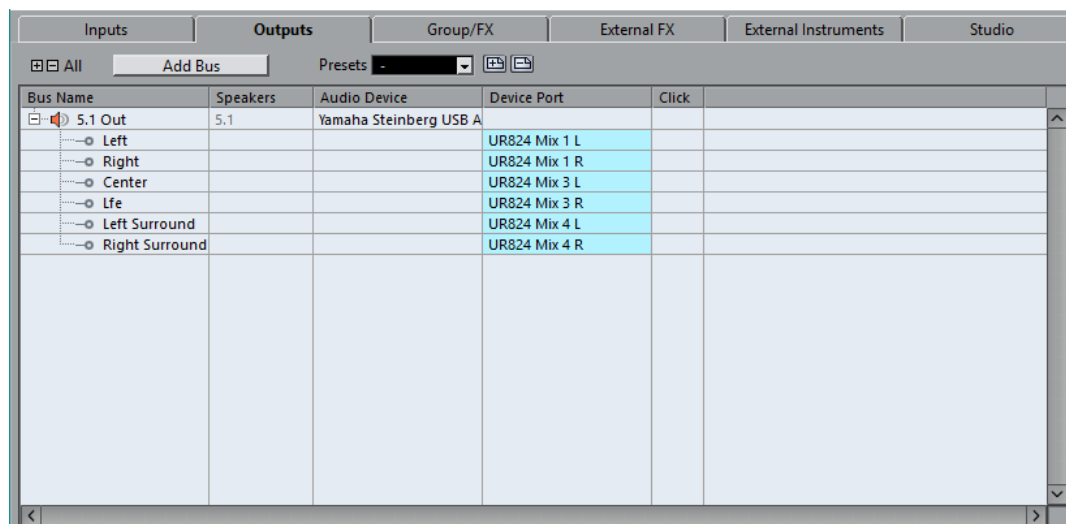 Inputs Outputs Group/FX External FX External Instruments Studio
All Add Bus Presets -
Bus Name Speakers Audio Device Device Port Click
5.1 Out 5.1 Yamaha Steinberg USB A
Left UR824 Mix 1 L
Right UR824 Mix 1 R
Center UR824 Mix 3 L
Lfe UR824 Mix 3 R
Left Surround UR824 Mix 4 L
Right Surround UR824 Mix 4 R